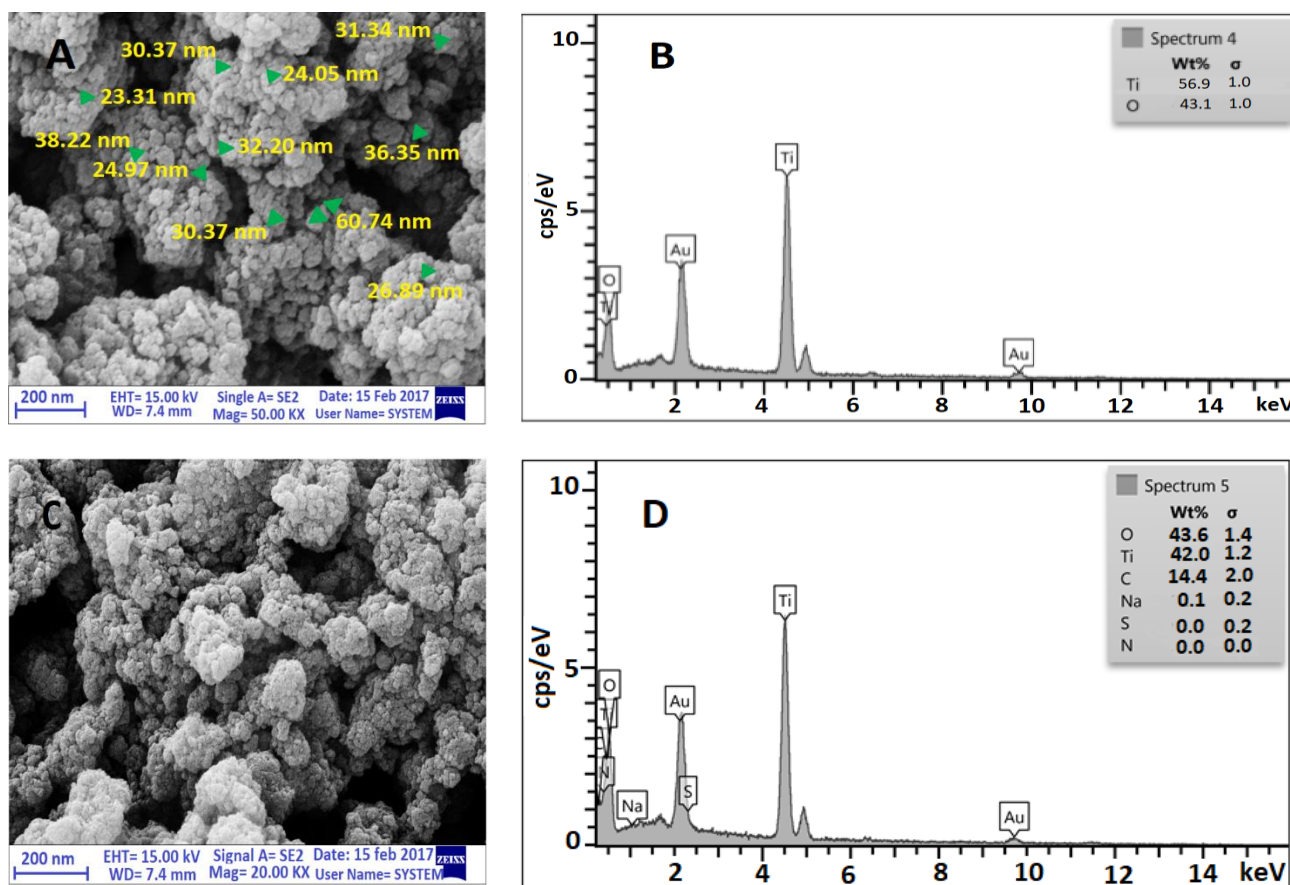 A
31.34 nm
30.37 nm
24.05 nm
23.31 nm
38.22 nm
32.20 nm
36.35 nm
24.97 nm
30.37 nm
60.74 nm
26.89 nm
200 nm
EHT= 15.00 kV Single A= SE2 Date: 15 Feb 2017
WD= 7.4 mm Mag= 50.00 KX User Name= SYSTEM
ZEISS
B
Spectrum 4
Wt% σ
Ti 56.9 1.0
O 43.1 1.0
10
5
0
cps/eV
O
T
Au
Ti
Au
2 4 6 8 10 12 14 keV
C
200 nm
EHT= 15.00 kV Signal A= SE2 Date: 15 feb 2017
WD= 7.4 mm Mag= 20.00 KX User Name= SYSTEM
ZEISS
D
Spectrum 5
Wt% σ
O 43.6 1.4
Ti 42.0 1.2
C 14.4 2.0
Na 0.1 0.2
S 0.0 0.2
N 0.0 0.0
10
5
0
cps/eV
O
T
N
Na
Au
S
Ti
Au
2 4 6 8 10 12 14 keV